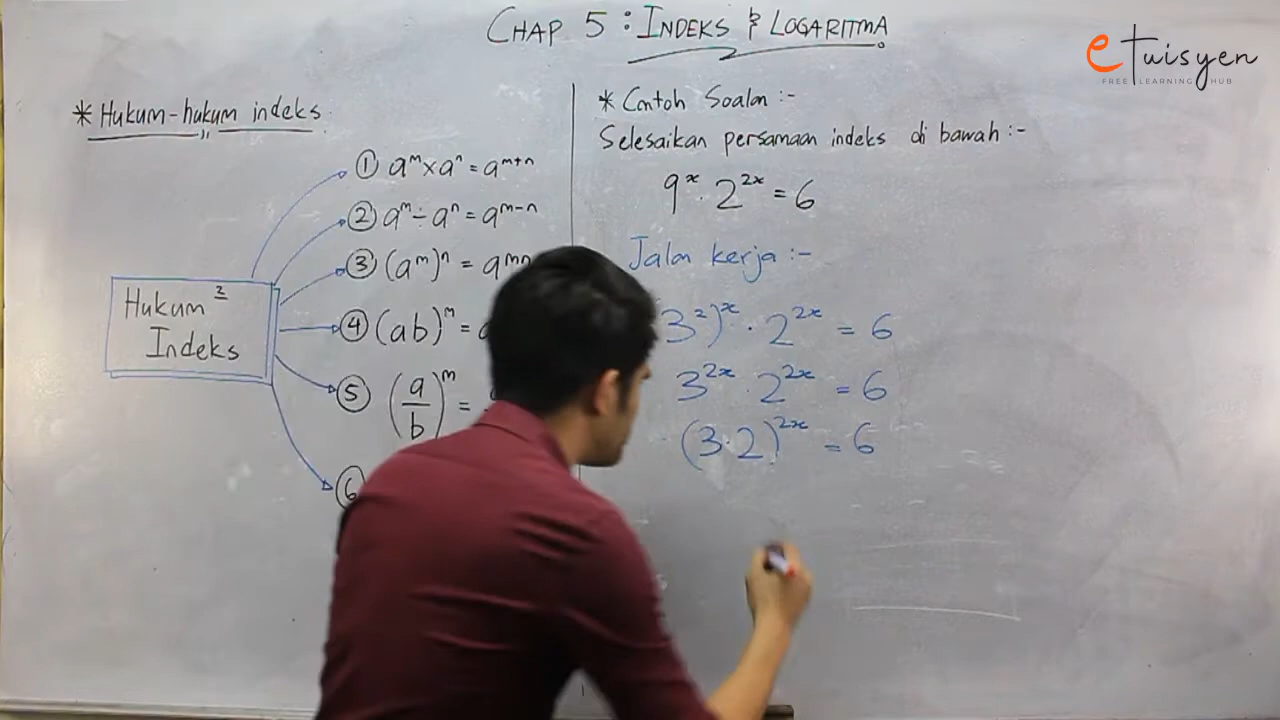 CHAP 5 : INDEKS & LOGARITMA
e Tuisyen
FREE LEARNING HUB
* Hukum-hukum indeks
① aᵐ × aⁿ = aᵐ⁺ⁿ
② aᵐ ÷ aⁿ = aᵐ⁻ⁿ
③ (aᵐ)ⁿ = aᵐⁿ
④ (ab)ᵐ =
⑤ (a/b)ᵐ =
⑥
Hukum²
Indeks
* Contoh Soalan :-
Selesaikan persamaan indeks di bawah :-
9ˣ · 2²ˣ = 6
Jalan kerja :-
3²)ˣ · 2²ˣ = 6
3²ˣ · 2²ˣ = 6
(3·2)²ˣ = 6